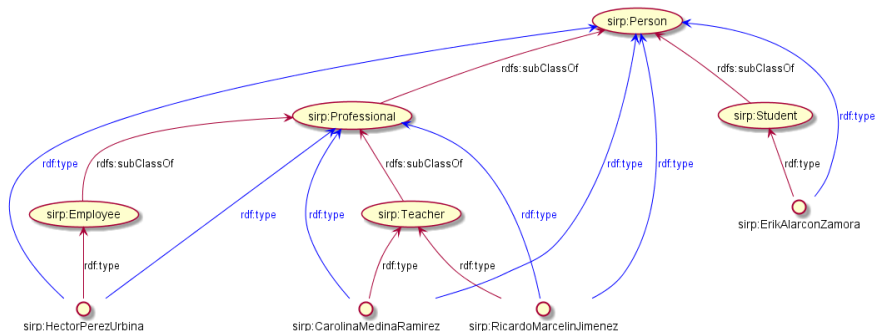 sirp:Person
rdfs:subClassOf
rdfs:subClassOf
sirp:Professional
sirp:Student
rdf:type
rdf:type
rdfs:subClassOf
rdfs:subClassOf
rdf:type
rdf:type
rdf:type
sirp:Employee
rdf:type
rdf:type
sirp:Teacher
rdf:type
sirp:ErikAlarconZamora
rdf:type
rdf:type
rdf:type
sirp:HectorPerezUrbina
sirp:CarolinaMedinaRamirez
sirp:RicardoMarcelinJimenez